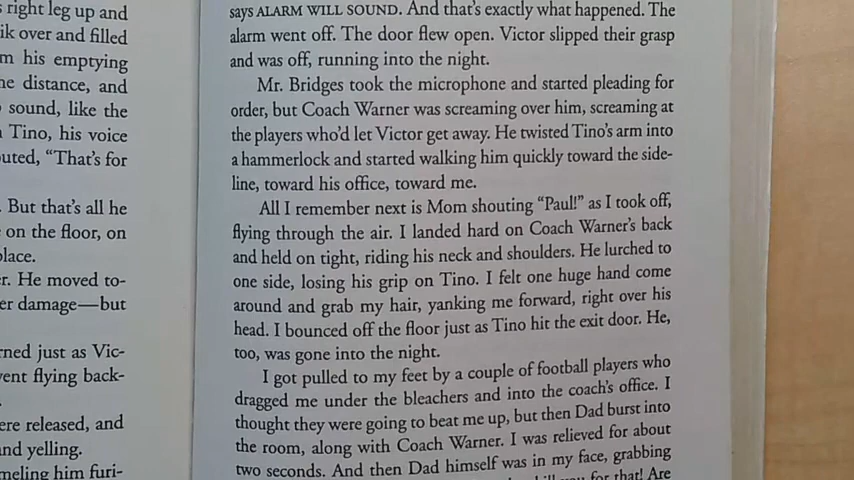 right leg up and
ik over and filled
m his emptying
ne distance, and
sound, like the
Tino, his voice
uted, “That’s for
. But that’s all he
on the floor, on
place.
r. He moved to-
er damage—but
rned just as Vic-
vent flying back-
ere released, and
nd yelling.
meling him furi-
says ALARM WILL SOUND. And that’s exactly what happened. The
alarm went off. The door flew open. Victor slipped their grasp
and was off, running into the night.
Mr. Bridges took the microphone and started pleading for
order, but Coach Warner was screaming over him, screaming at
the players who’d let Victor get away. He twisted Tino’s arm into
a hammerlock and started walking him quickly toward the side-
line, toward his office, toward me.
All I remember next is Mom shouting “Paul!” as I took off,
flying through the air. I landed hard on Coach Warner’s back
and held on tight, riding his neck and shoulders. He lurched to
one side, losing his grip on Tino. I felt one huge hand come
around and grab my hair, yanking me forward, right over his
head. I bounced off the floor just as Tino hit the exit door. He,
too, was gone into the night.
I got pulled to my feet by a couple of football players who
dragged me under the bleachers and into the coach’s office. I
thought they were going to beat me up, but then Dad burst into
the room, along with Coach Warner. I was relieved for about
two seconds. And then Dad himself was in my face, grabbing
for that! Are